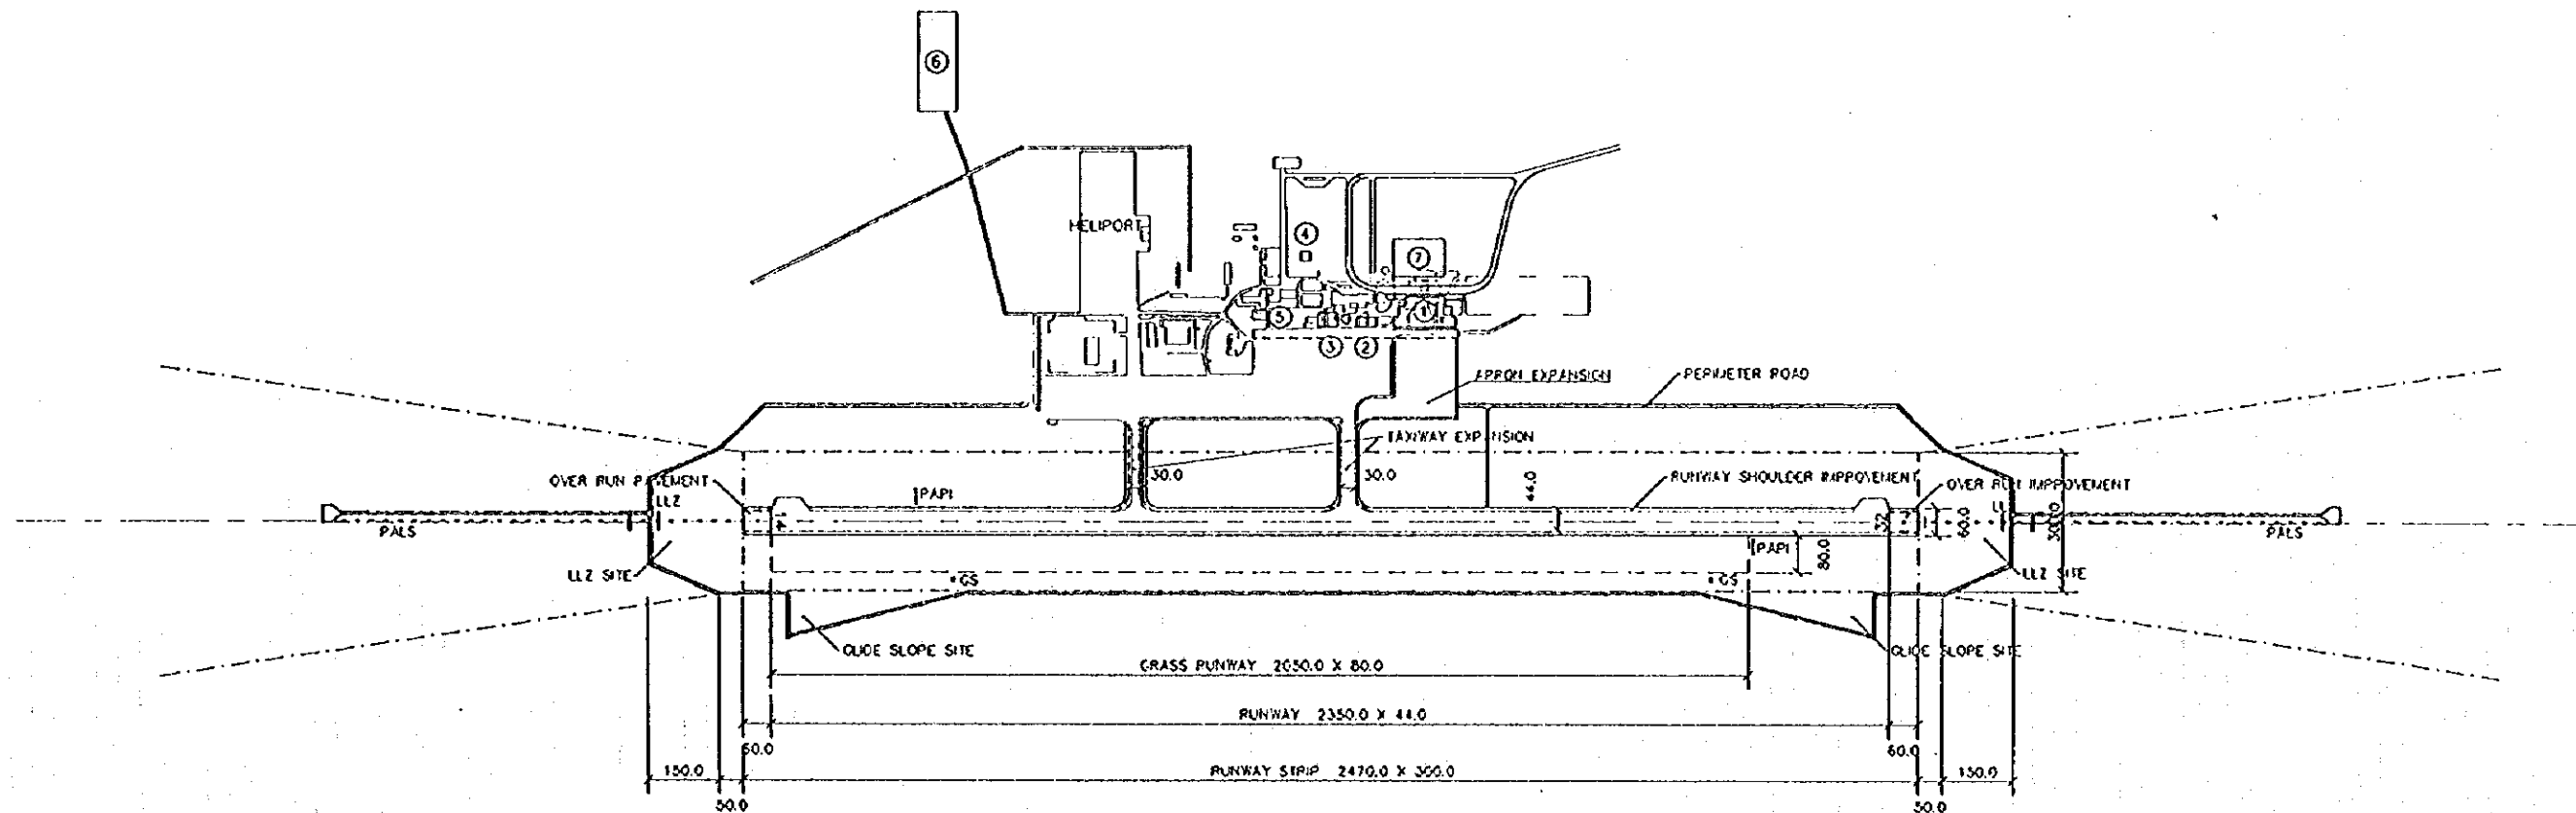 ⑥
HELIPORT
④
⑦
⑤
①
③
②
APRON EXPANSION
PERIMETER ROAD
TAXIWAY EXPANSION
30.0
30.0
OVER RUN PAVEMENT
PAPI
44.0
RUNWAY SHOULDER IMPROVEMENT
OVER RUN IMPROVEMENT
LLZ
PALS
60.0
300.0
PALS
PAPI
80.0
LLZ SITE
GS
GS
LLZ SITE
GLIDE SLOPE SITE
GLIDE SLOPE SITE
GRASS RUNWAY 2050.0 X 80.0
RUNWAY 2350.0 X 44.0
60.0
60.0
150.0
RUNWAY STRIP 2470.0 X 300.0
150.0
50.0
50.0